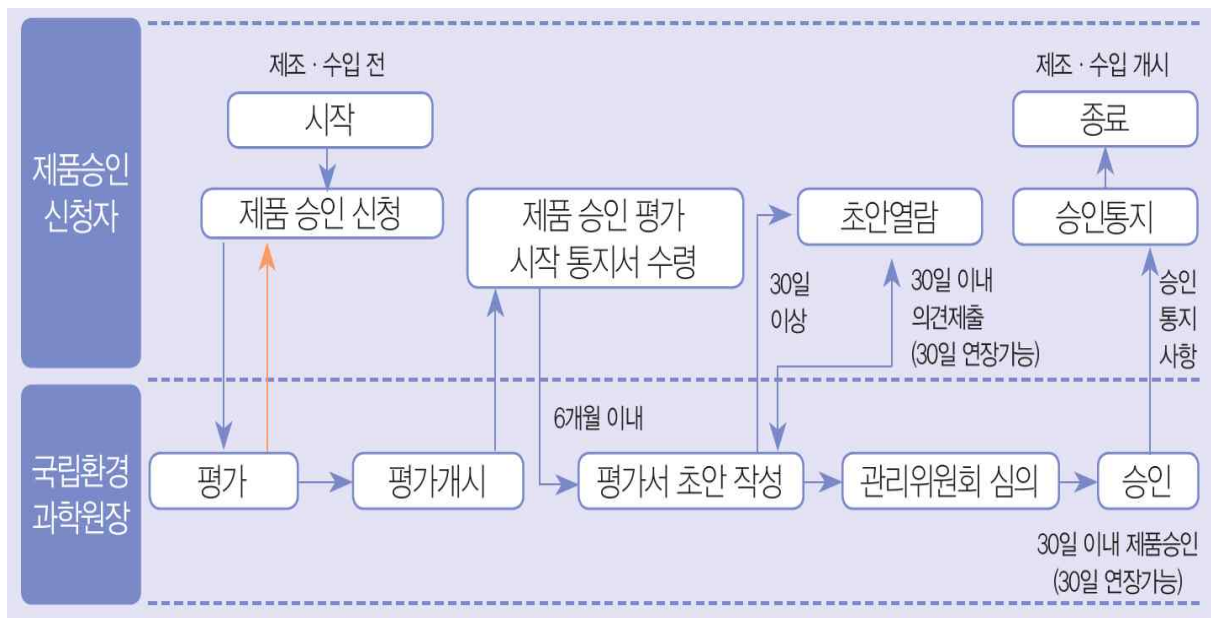 제품승인
신청자
제조 · 수입 전
시작
제품 승인 신청
제품 승인 평가
시작 통지서 수령
30일
이상
초안열람
30일 이내
의견제출
(30일 연장가능)
제조 · 수입 개시
종료
승인통지
승인
통지
사항
국립환경
과학원장
평가
평가개시
6개월 이내
평가서 초안 작성
관리위원회 심의
승인
30일 이내 제품승인
(30일 연장가능)